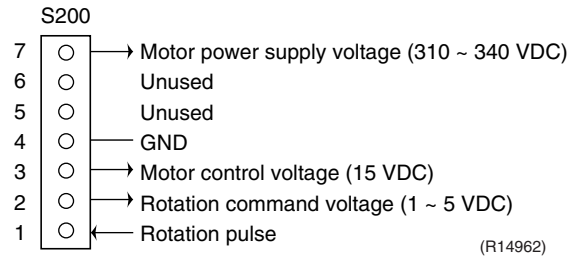 S200
7 Motor power supply voltage (310 ~ 340 VDC)
6 Unused
5 Unused
4 GND
3 Motor control voltage (15 VDC)
2 Rotation command voltage (1 ~ 5 VDC)
1 Rotation pulse
(R14962)